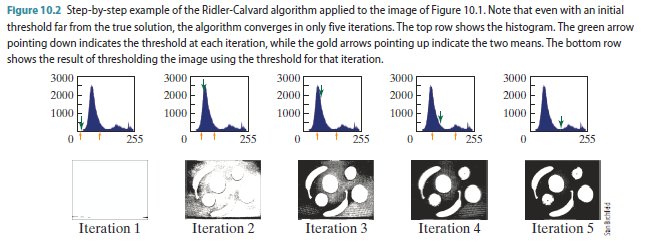 Figure 10.2 Step-by-step example of the Ridler-Calvard algorithm applied to the image of Figure 10.1. Note that even with an initial
threshold far from the true solution, the algorithm converges in only five iterations. The top row shows the histogram. The green arrow
pointing down indicates the threshold at each iteration, while the gold arrows pointing up indicate the two means. The bottom row
shows the result of thresholding the image using the threshold for that iteration.
3000 3000 3000 3000 3000
2000 2000 2000 2000 2000
1000 1000 1000 1000 1000
0 255 0 255 0 255 0 255 0 255
Iteration 1 Iteration 2 Iteration 3 Iteration 4 Iteration 5
Stan Birchfield